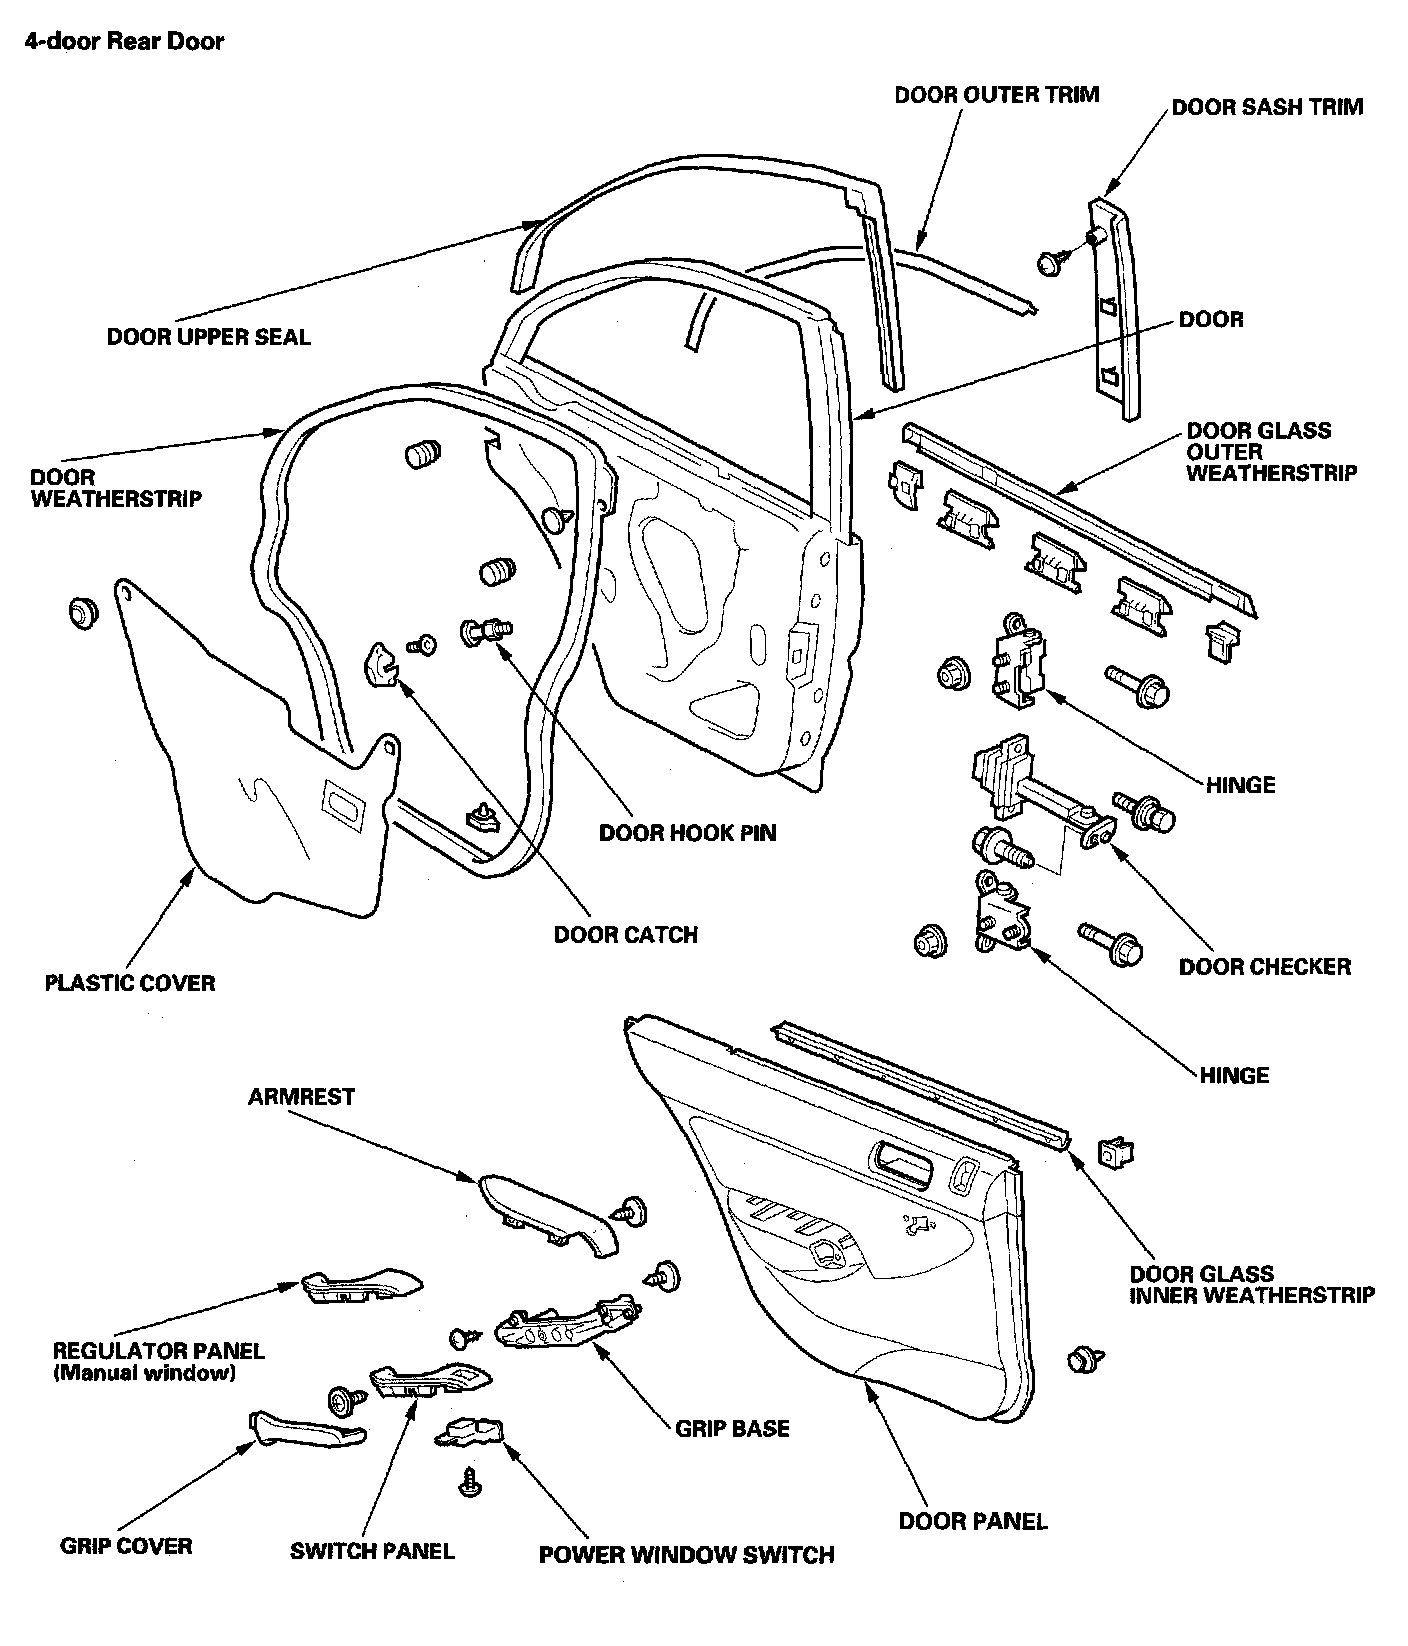 4-door Rear Door
DOOR OUTER TRIM
DOOR SASH TRIM
DOOR UPPER SEAL
DOOR
DOOR GLASS
OUTER
WEATHERSTRIP
DOOR
WEATHERSTRIP
HINGE
DOOR HOOK PIN
DOOR CATCH
DOOR CHECKER
PLASTIC COVER
HINGE
ARMREST
DOOR GLASS
INNER WEATHERSTRIP
REGULATOR PANEL
(Manual window)
GRIP BASE
DOOR PANEL
GRIP COVER
SWITCH PANEL
POWER WINDOW SWITCH